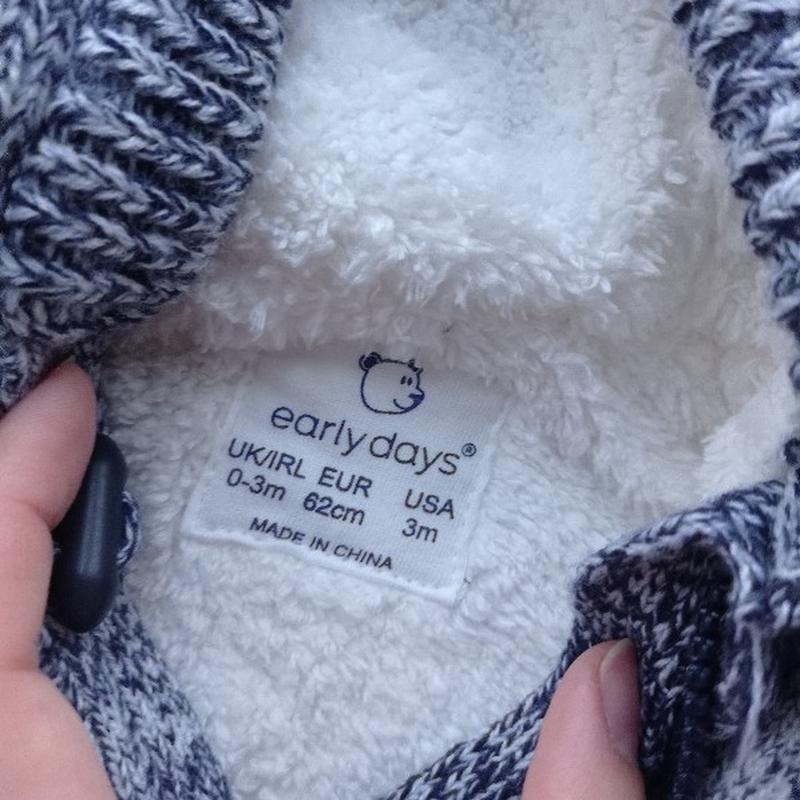 early days®
UK/IRL EUR USA
0-3m 62cm 3m
MADE IN CHINA